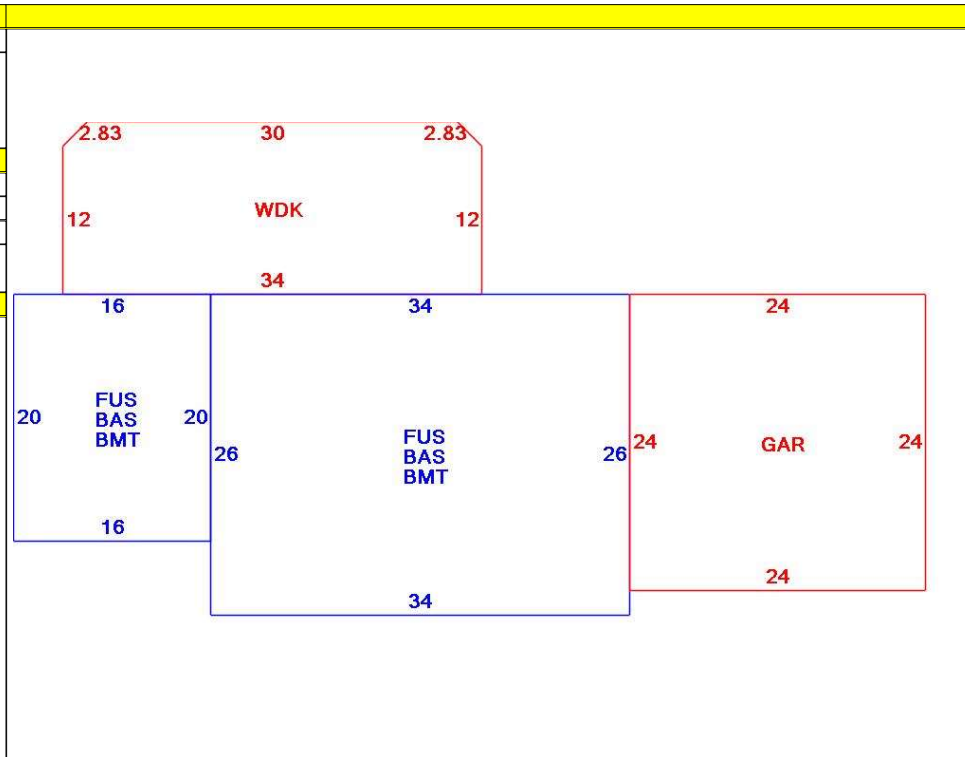 2.83 30 2.83
12 WDK 12
34
16 34 24
20 FUS 20
BAS
BMT
26 FUS 26
BAS
BMT
24 GAR 24
16
24
34